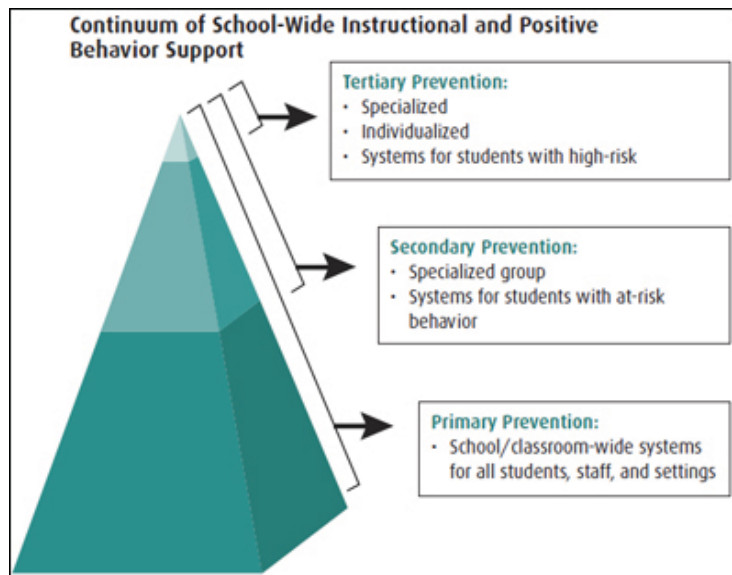 Continuum of School-Wide Instructional and Positive
Behavior Support
Tertiary Prevention:
• Specialized
• Individualized
• Systems for students with high-risk
Secondary Prevention:
• Specialized group
• Systems for students with at-risk
behavior
Primary Prevention:
• School/classroom-wide systems
for all students, staff, and settings